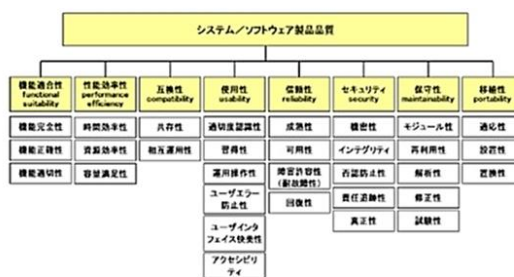 システム／ソフトウェア製品品質
機能適合性
functional
suitability
性能効率性
performance
efficiency
互換性
compatibility
使用性
usability
信頼性
reliability
セキュリティ
security
保守性
maintainability
移植性
portability
機能完全性
機能正確性
機能適切性
時間効率性
資源効率性
容量満足性
共存性
相互運用性
適切度認識性
習得性
運用操作性
ユーザエラー
防止性
ユーザインタ
フェイス快美性
アクセシビリ
ティ
成熟性
可用性
障害許容性
(耐故障性)
回復性
機密性
インテグリティ
否認防止性
責任追跡性
真正性
モジュール性
再利用性
解析性
修正性
試験性
適応性
設置性
置換性